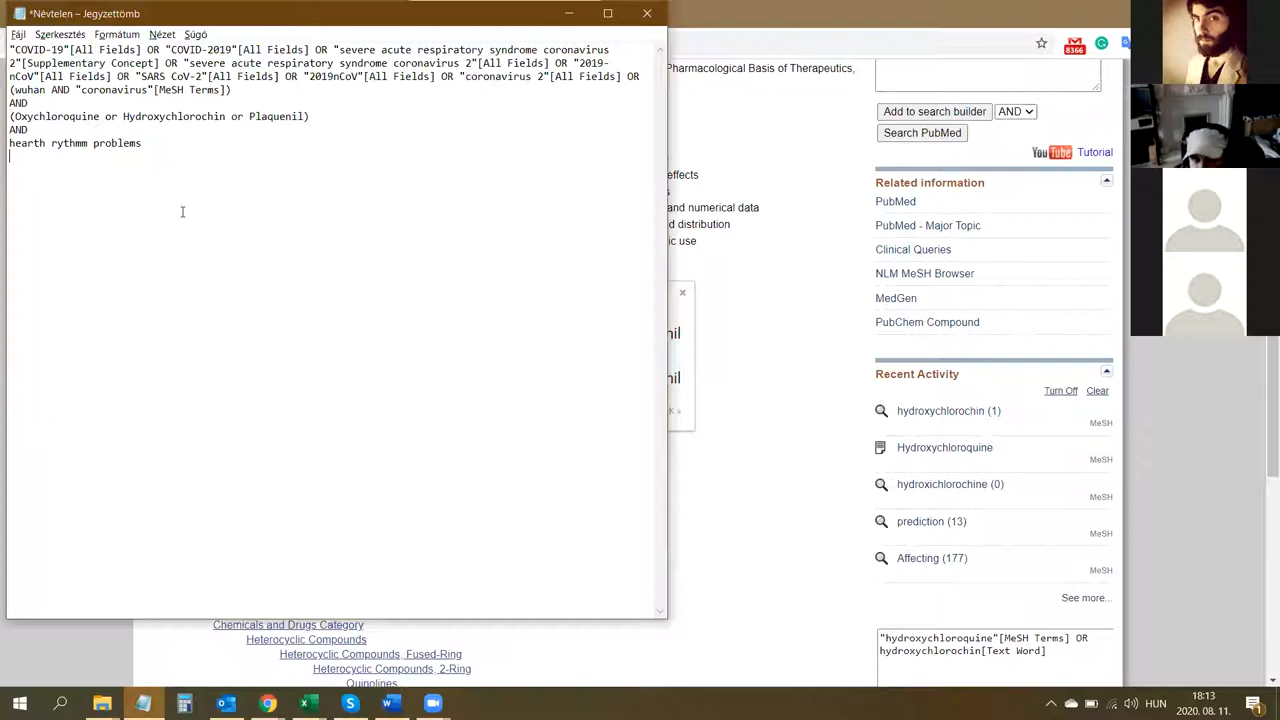 *Névtelen – Jegyzettömb
Fájl Szerkesztés Formátum Nézet Súgó
"COVID-19"[All Fields] OR "COVID-2019"[All Fields] OR "severe acute respiratory syndrome coronavirus
2"[Supplementary Concept] OR "severe acute respiratory syndrome coronavirus 2"[All Fields] OR "2019-
nCoV"[All Fields] OR "SARS CoV-2"[All Fields] OR "2019nCoV"[All Fields] OR "coronavirus 2"[All Fields] OR
(wuhan AND "coronavirus"[MeSH Terms])
AND
(Oxychloroquine or Hydroxychlorochin or Plaquenil)
AND
hearth rythmm problems
8366
Pharmacological Basis of Therapeutics,
effects
s
and numerical data
d distribution
ic use
nil
nil
K »
Chemicals and Drugs Category
Heterocyclic Compounds
Heterocyclic Compounds, Fused-Ring
Heterocyclic Compounds, 2-Ring
Quinolines
Add to search builder AND
Search PubMed
YouTube Tutorial
Related information
PubMed
PubMed - Major Topic
Clinical Queries
NLM MeSH Browser
MedGen
PubChem Compound
Recent Activity
Turn Off Clear
hydroxychlorochin (1)
MeSH
Hydroxychloroquine
MeSH
hydroxichlorochine (0)
MeSH
prediction (13)
MeSH
Affecting (177)
MeSH
See more...
"hydroxychloroquine"[MeSH Terms] OR
hydroxychlorochin[Text Word]
HUN
18:13
2020. 08. 11.
1